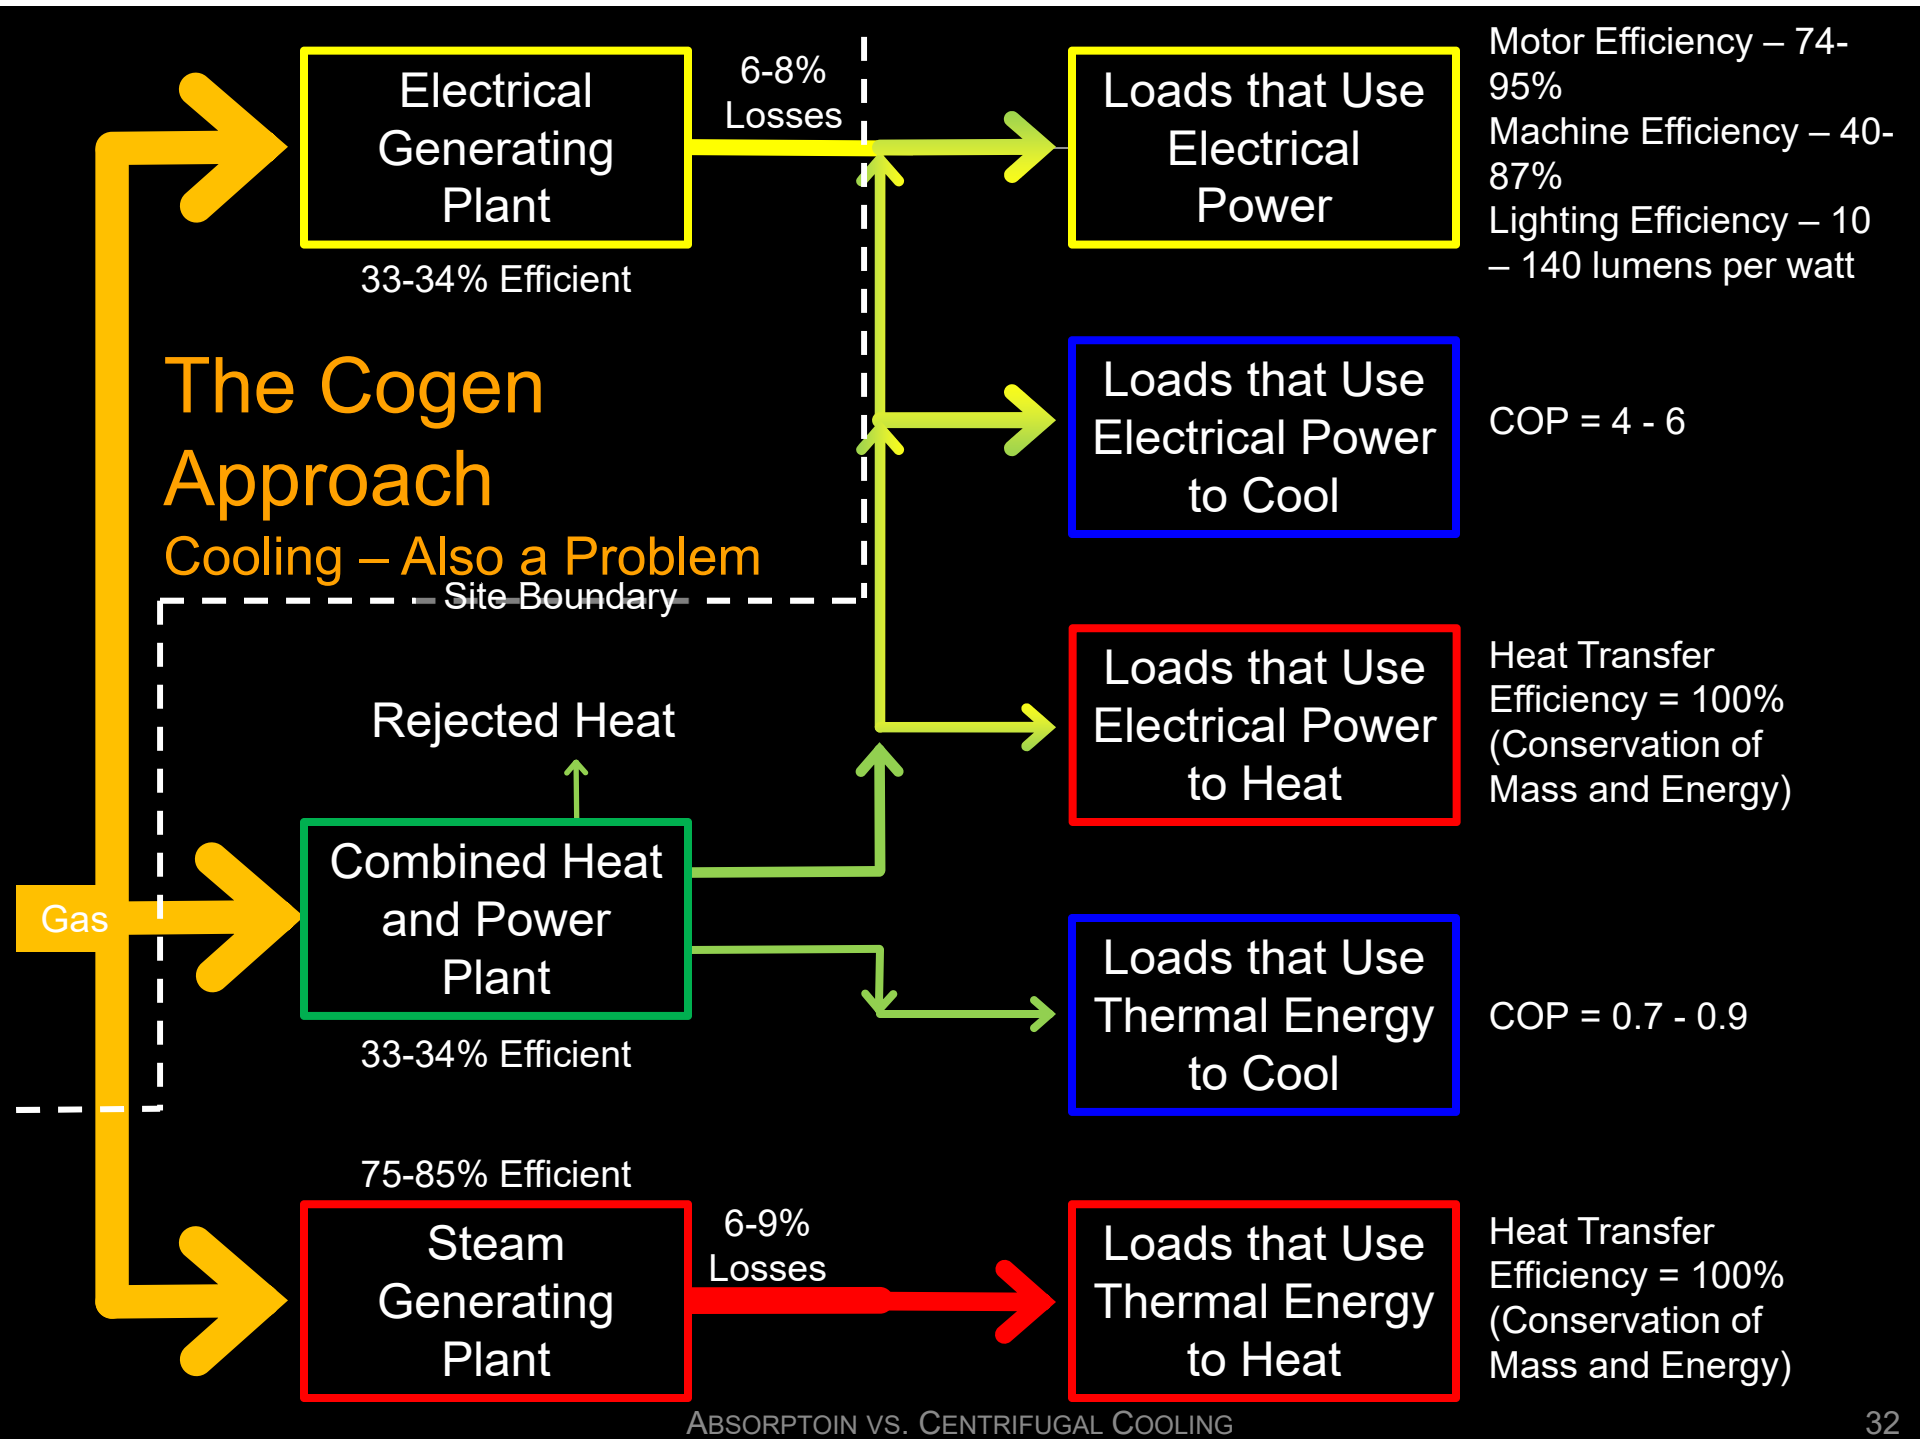 Electrical
Generating
Plant
33-34% Efficient
6-8%
Losses
Loads that Use
Electrical
Power
Motor Efficiency – 74-
95%
Machine Efficiency – 40-
87%
Lighting Efficiency – 10
– 140 lumens per watt
The Cogen
Approach
Cooling – Also a Problem
Site Boundary
Loads that Use
Electrical Power
to Cool
COP = 4 - 6
Rejected Heat
Loads that Use
Electrical Power
to Heat
Heat Transfer
Efficiency = 100%
(Conservation of
Mass and Energy)
Gas
Combined Heat
and Power
Plant
33-34% Efficient
Loads that Use
Thermal Energy
to Cool
COP = 0.7 - 0.9
75-85% Efficient
Steam
Generating
Plant
6-9%
Losses
Loads that Use
Thermal Energy
to Heat
Heat Transfer
Efficiency = 100%
(Conservation of
Mass and Energy)
ABSORPTOIN VS. CENTRIFUGAL COOLING
32